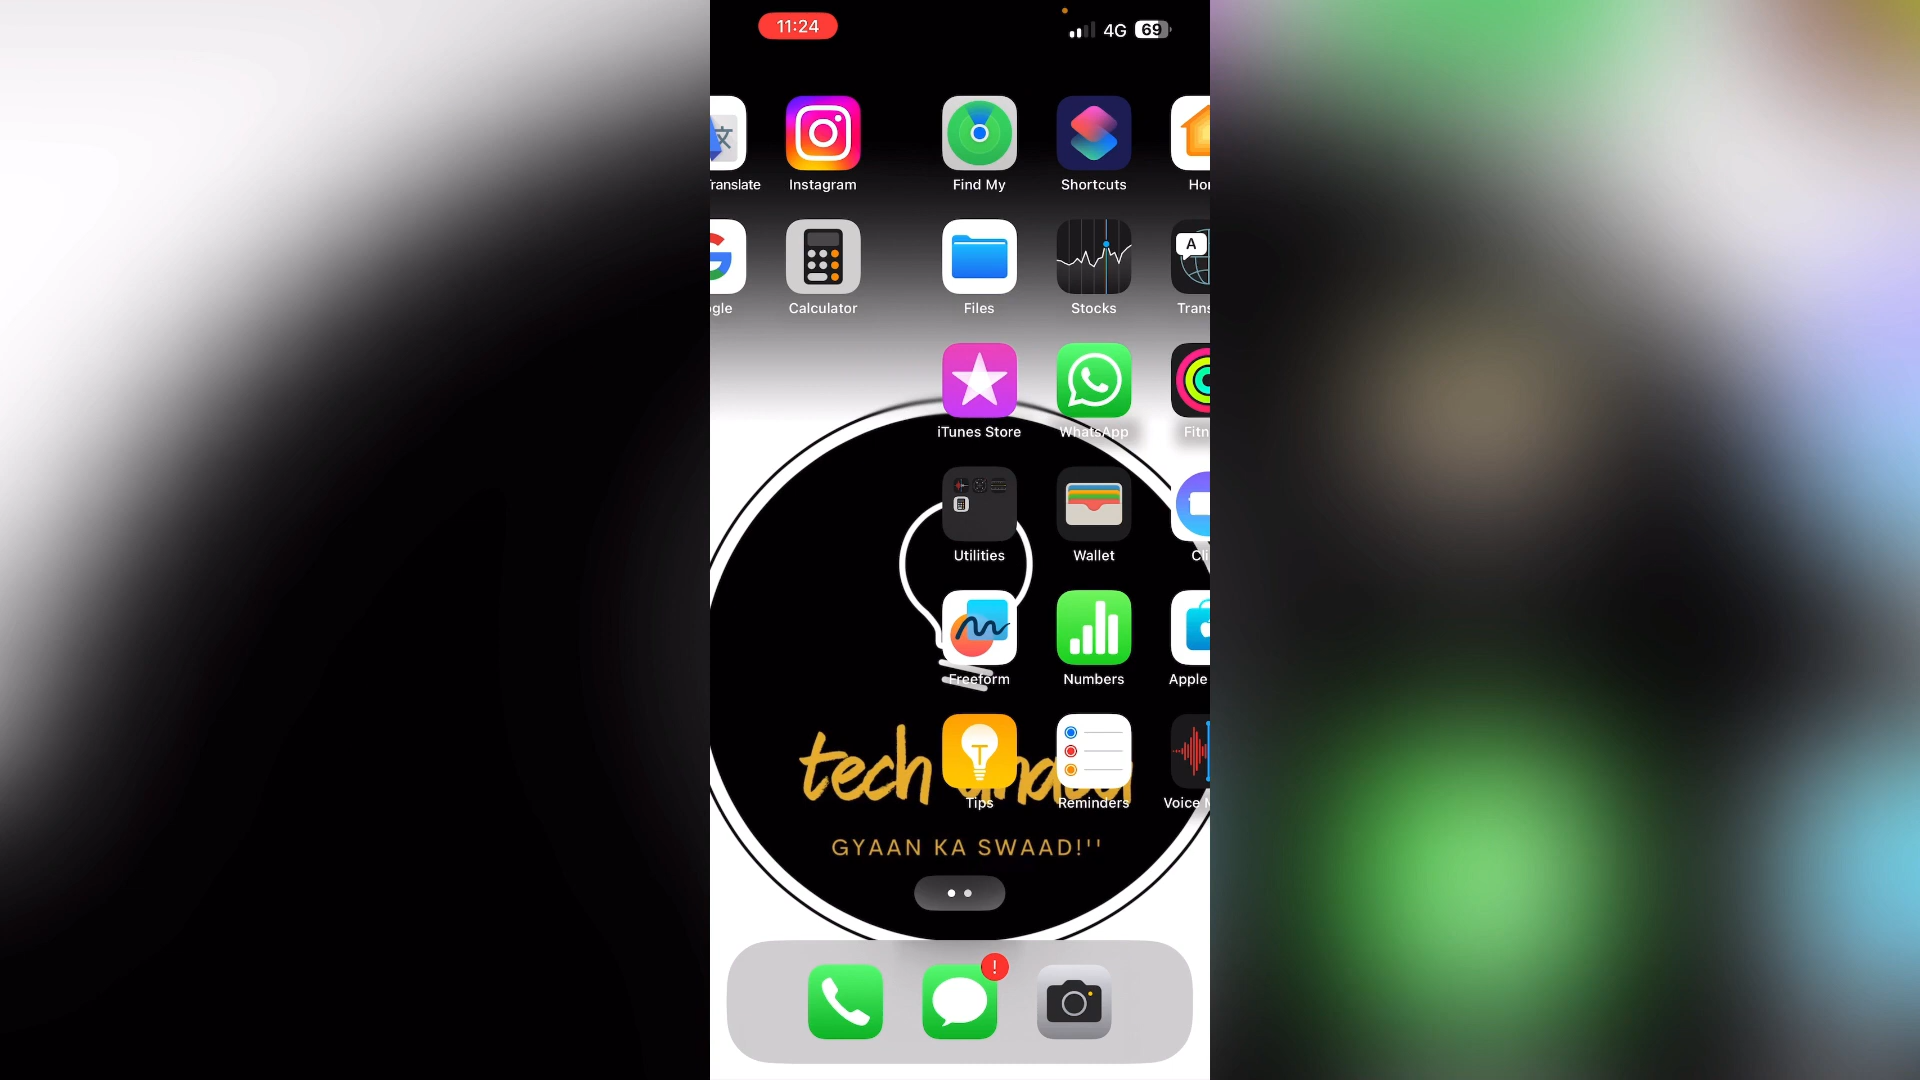 11:24
4G 69
ranslate Instagram Find My Shortcuts Hor
gle Calculator Files Stocks Trans
A
iTunes Store WhatsApp Fitn
Utilities Wallet Cli
Freeform Numbers Apple
Tips Reminders Voice M
tech
GYAAN KA SWAAD!''
!